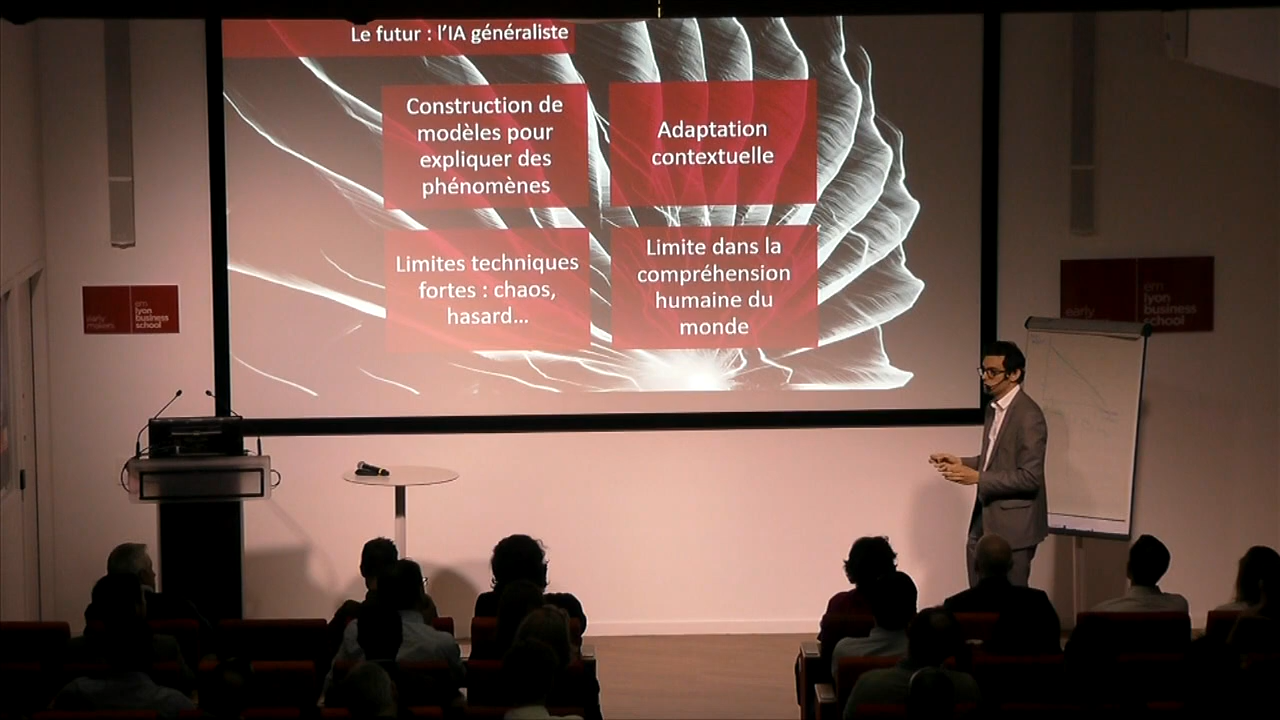 Le futur : l'IA généraliste
Construction de
modèles pour
expliquer des
phénomènes
Adaptation
contextuelle
Limites techniques
fortes : chaos,
hasard...
Limite dans la
compréhension
humaine du
monde
early
makers
em
lyon
business
school
early
em
lyon
business
school